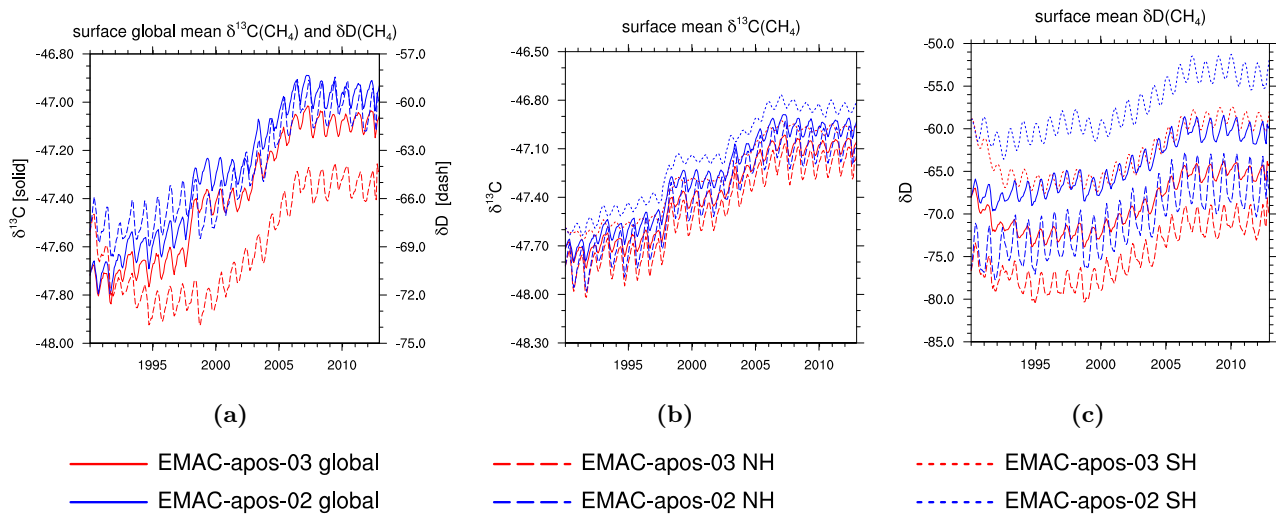 surface global mean δ¹³C(CH₄) and δD(CH₄)
-46.80
-47.00
-47.20
-47.40
-47.60
-47.80
-48.00
δ¹³C [solid]
-57.0
-60.0
-63.0
-66.0
-69.0
-72.0
-75.0
δD [dash]
1995 2000 2005 2010
(a)
surface mean δ¹³C(CH₄)
-46.50
-46.80
-47.10
-47.40
-47.70
-48.00
-48.30
δ¹³C
1995 2000 2005 2010
(b)
surface mean δD(CH₄)
-50.0
-55.0
-60.0
-65.0
-70.0
-75.0
-80.0
-85.0
δD
1995 2000 2005 2010
(c)
EMAC-apos-03 global EMAC-apos-03 NH EMAC-apos-03 SH
EMAC-apos-02 global EMAC-apos-02 NH EMAC-apos-02 SH